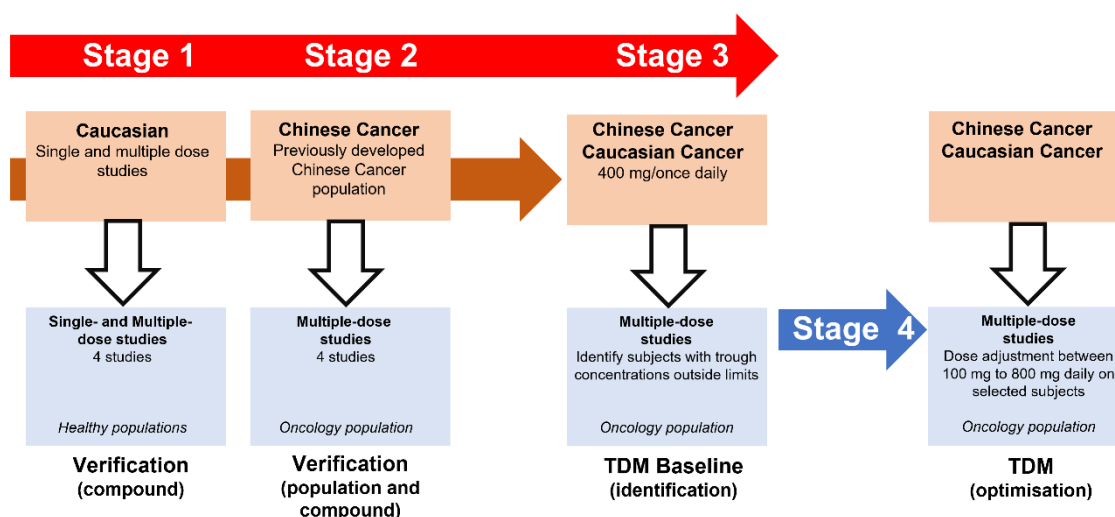 Stage 1
Stage 2
Stage 3
Caucasian
Single and multiple dose
studies
Chinese Cancer
Previously developed
Chinese Cancer
population
Chinese Cancer
Caucasian Cancer
400 mg/once daily
Chinese Cancer
Caucasian Cancer
Single- and Multiple-
dose studies
4 studies
Healthy populations
Multiple-dose
studies
4 studies
Oncology population
Multiple-dose
studies
Identify subjects with trough
concentrations outside limits
Oncology population
Stage 4
Multiple-dose
studies
Dose adjustment between
100 mg to 800 mg daily on
selected subjects
Oncology population
Verification
(compound)
Verification
(population and
compound)
TDM Baseline
(identification)
TDM
(optimisation)